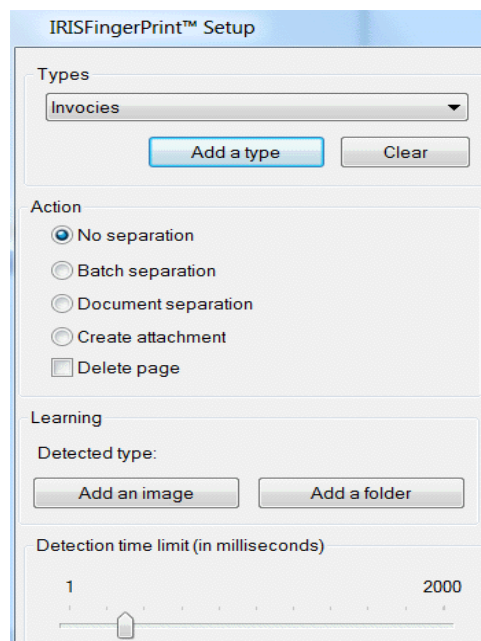 IRISFingerPrint™ Setup
Types
Invocies
Add a type Clear
Action
No separation
Batch separation
Document separation
Create attachment
Delete page
Learning
Detected type:
Add an image Add a folder
Detection time limit (in milliseconds)
1 2000